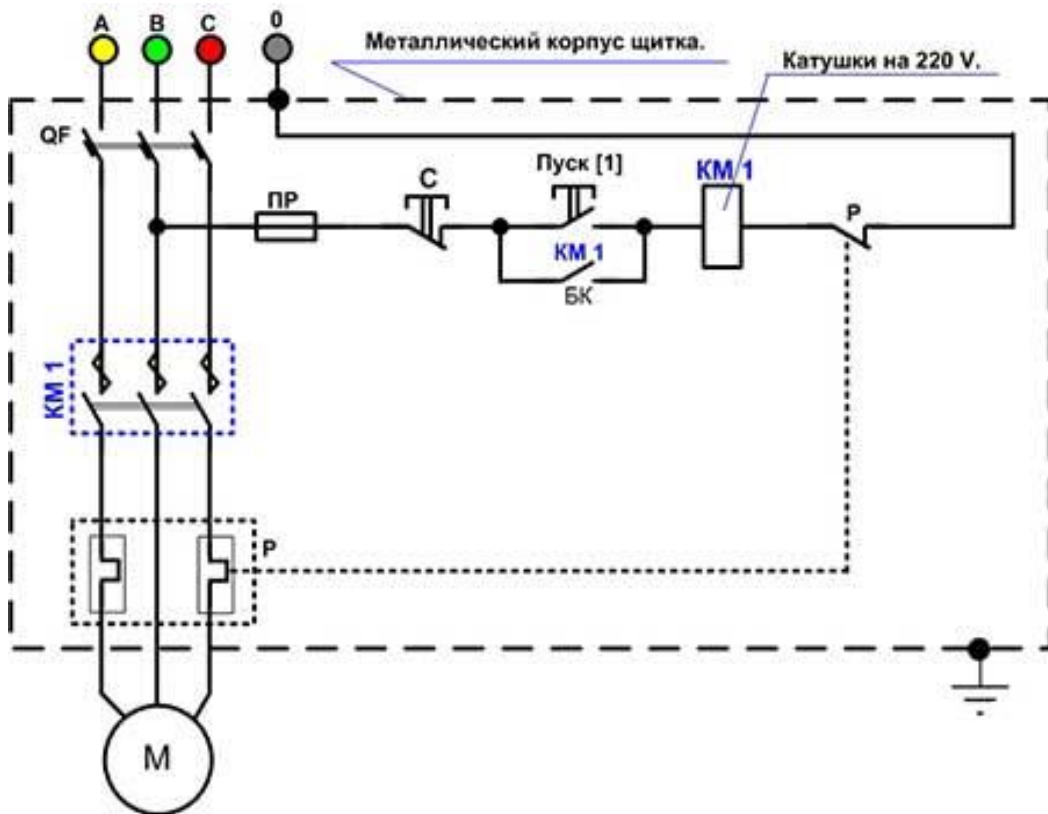 A B C 0
Металлический корпус щитка.
Катушки на 220 V.
QF
ПР
С
Пуск [1]
КМ 1
Р
КМ 1
БК
КМ 1
Р
М